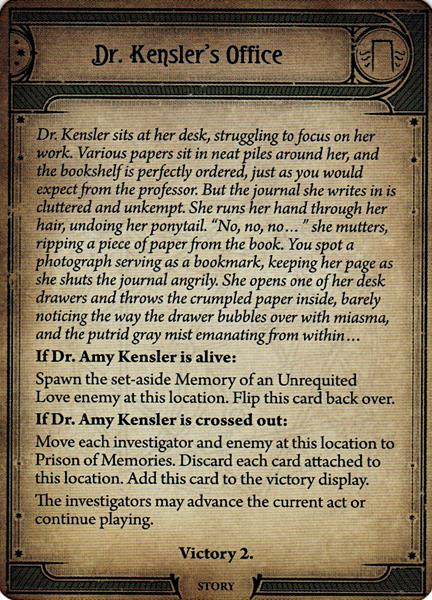 Dr. Kensler's Office
Dr. Kensler sits at her desk, struggling to focus on her
work. Various papers sit in neat piles around her, and
the bookshelf is perfectly ordered, just as you would
expect from the professor. But the journal she writes in is
cluttered and unkempt. She runs her hand through her
hair, undoing her ponytail. “No, no, no…” she mutters,
ripping a piece of paper from the book. You spot a
photograph serving as a bookmark, keeping her page as
she shuts the journal angrily. She opens one of her desk
drawers and throws the crumpled paper inside, barely
noticing the way the drawer bubbles over with miasma,
and the putrid gray mist emanating from within…
If Dr. Amy Kensler is alive:
Spawn the set-aside Memory of an Unrequited
Love enemy at this location. Flip this card back over.
If Dr. Amy Kensler is crossed out:
Move each investigator and enemy at this location to
Prison of Memories. Discard each card attached to
this location. Add this card to the victory display.
The investigators may advance the current act or
continue playing.
Victory 2.
STORY